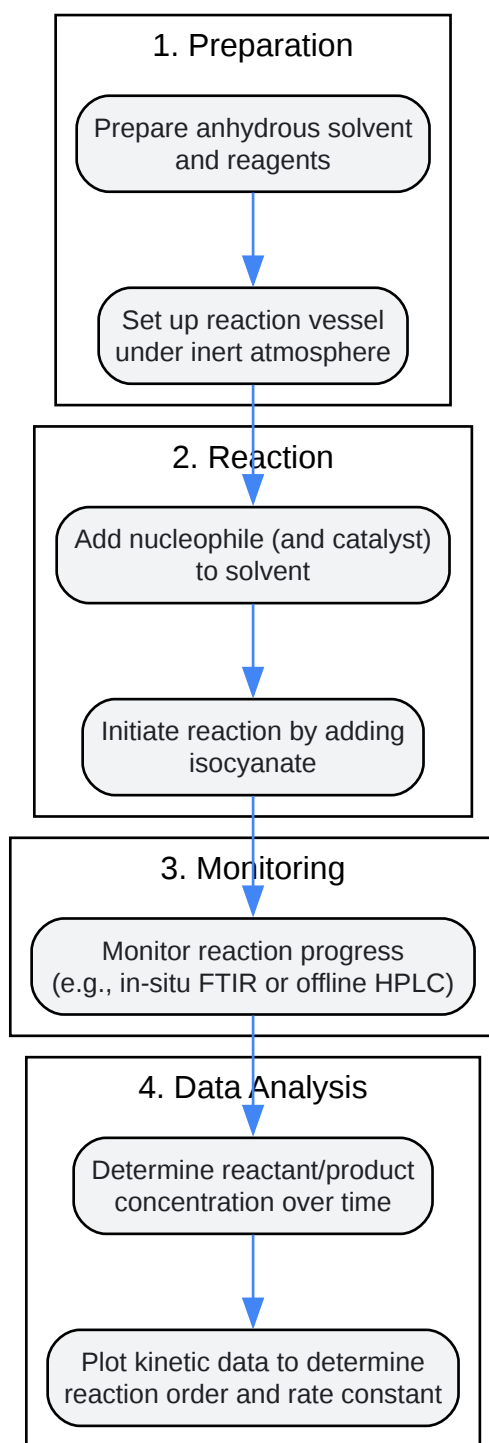 1. Preparation
Prepare anhydrous solvent
and reagents
Set up reaction vessel
under inert atmosphere
2. Reaction
Add nucleophile (and catalyst)
to solvent
Initiate reaction by adding
isocyanate
3. Monitoring
Monitor reaction progress
(e.g., in-situ FTIR or offline HPLC)
4. Data Analysis
Determine reactant/product
concentration over time
Plot kinetic data to determine
reaction order and rate constant